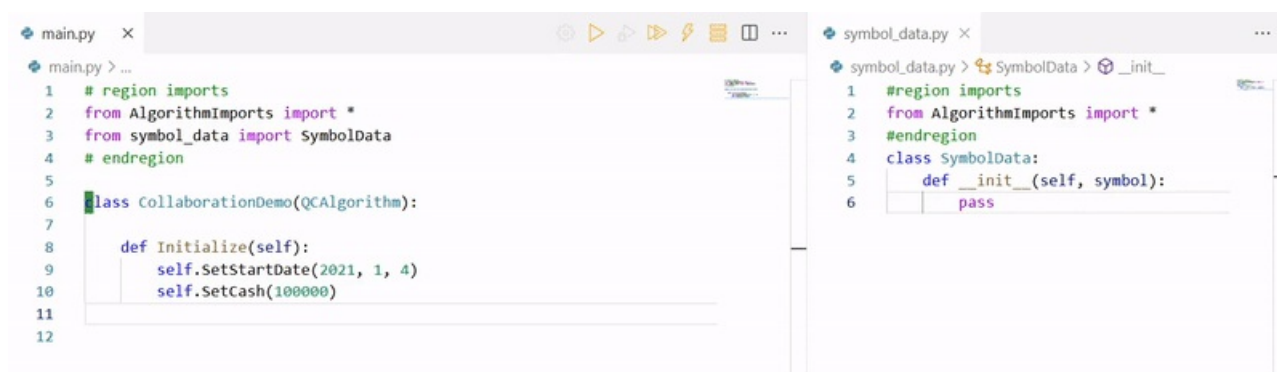 main.py
main.py > ...
1 # region imports
2 from AlgorithmImports import *
3 from symbol_data import SymbolData
4 # endregion
5
6 class CollaborationDemo(QCAlgorithm):
7
8     def Initialize(self):
9         self.SetStartDate(2021, 1, 4)
10         self.SetCash(100000)
11
12
symbol_data.py
symbol_data.py > SymbolData > __init__
1 #region imports
2 from AlgorithmImports import *
3 #endregion
4 class SymbolData:
5     def __init__(self, symbol):
6         pass